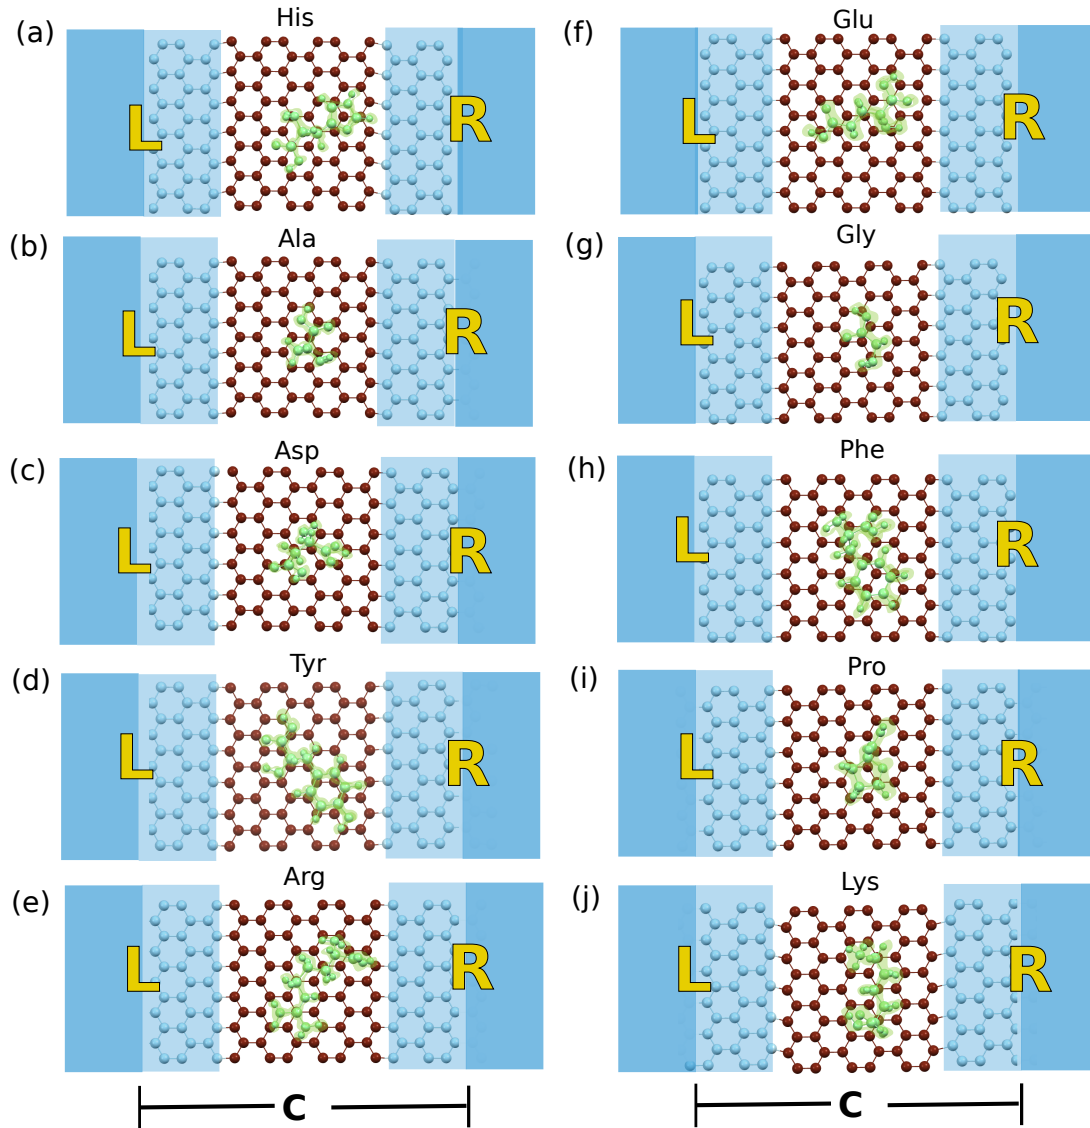 (a) His
L R
(b) Ala
L R
(c) Asp
L R
(d) Tyr
L R
(e) Arg
L R
C
(f) Glu
L R
(g) Gly
L R
(h) Phe
L R
(i) Pro
L R
(j) Lys
L R
C